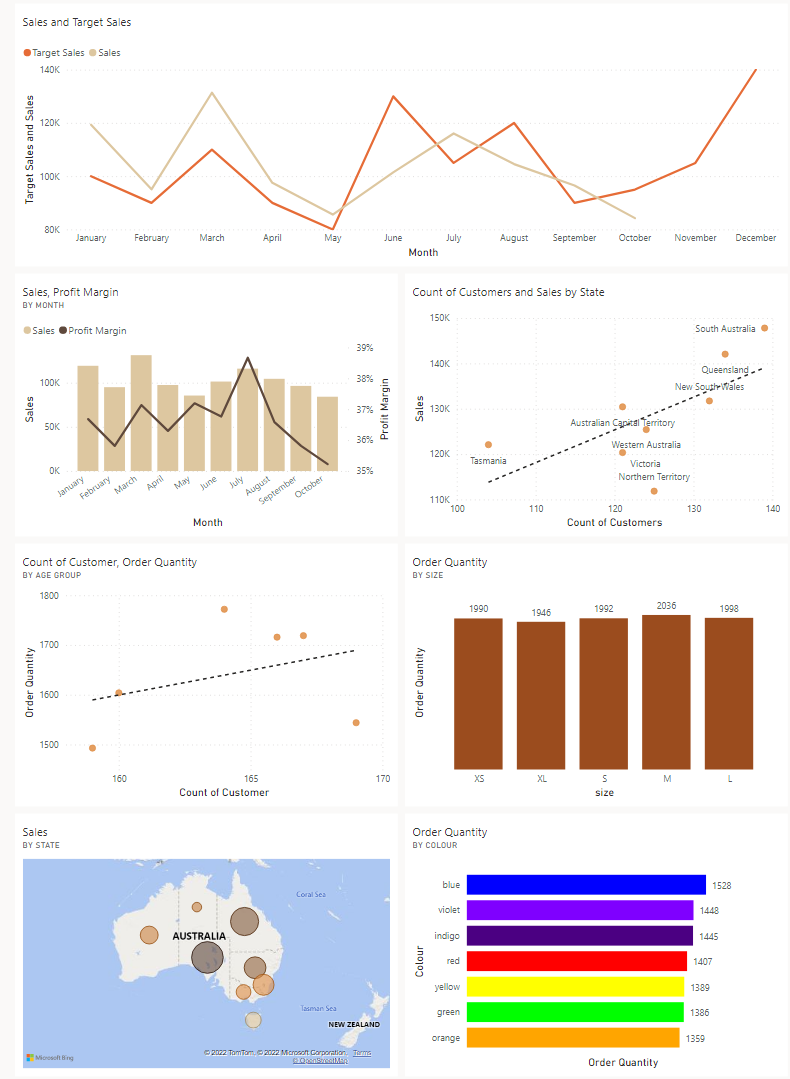 Sales and Target Sales
Target Sales Sales
140K
120K
100K
80K
Target Sales and Sales
January February March April May June July August September October November December
Month
Sales, Profit Margin
BY MONTH
Sales Profit Margin
100K
50K
0K
Sales
39%
38%
37%
36%
35%
Profit Margin
January February March April May June July August September October
Month
Count of Customers and Sales by State
150K
140K
130K
120K
110K
Sales
South Australia
Queensland
New South Wales
Australian Capital Territory
Western Australia
Tasmania
Victoria
Northern Territory
100 110 120 130 140
Count of Customers
Count of Customer, Order Quantity
BY AGE GROUP
1800
1700
1600
1500
Order Quantity
160 165 170
Count of Customer
Order Quantity
BY SIZE
Order Quantity
1990 1946 1992 2036 1998
XS XL S M L
size
Sales
BY STATE
Coral Sea
AUSTRALIA
Tasman Sea
NEW ZEALAND
Microsoft Bing
© 2022 TomTom, © 2022 Microsoft Corporation, Terms
© OpenStreetMap
Order Quantity
BY COLOUR
Colour
blue 1528
violet 1448
indigo 1445
red 1407
yellow 1389
green 1386
orange 1359
Order Quantity